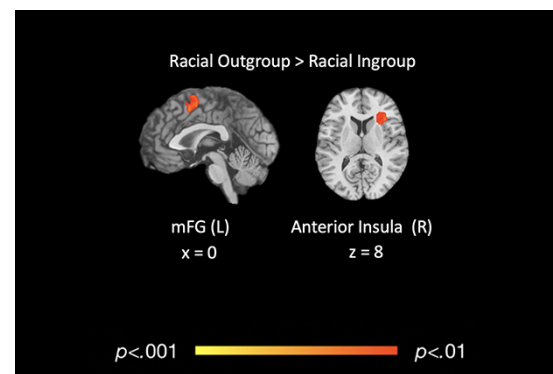 Racial Outgroup > Racial Ingroup
mFG (L) Anterior Insula (R)
x = 0 z = 8
p<.001 p<.01